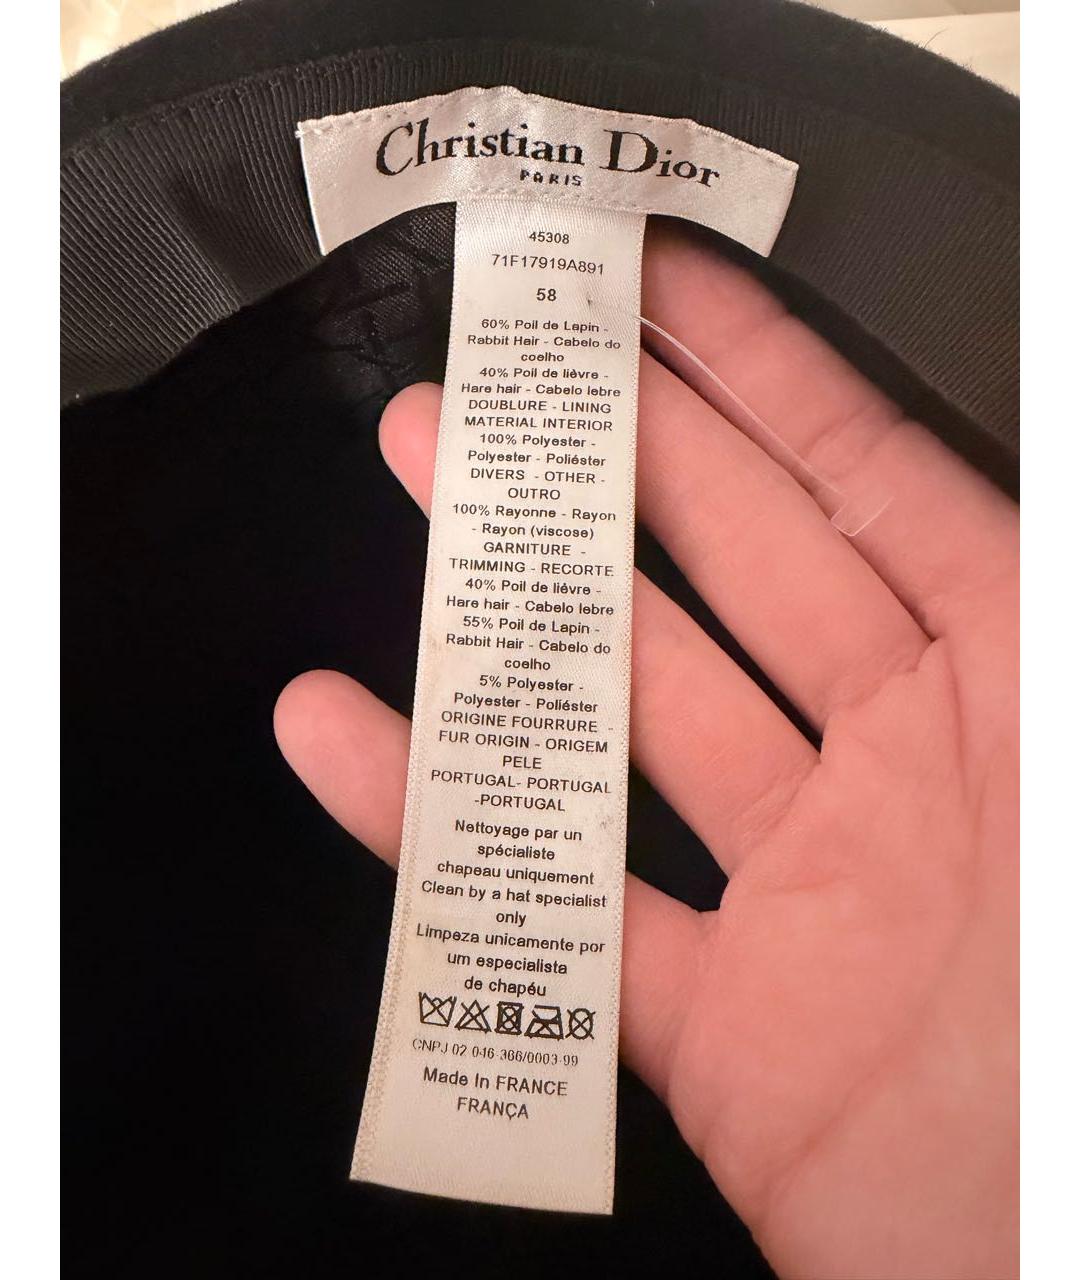 Christian Dior
PARIS
45308
71F17919A891
58
60% Poil de Lapin -
Rabbit Hair - Cabelo do
coelho
40% Poil de lièvre -
Hare hair - Cabelo lebre
DOUBLURE - LINING
MATERIAL INTERIOR
100% Polyester -
Polyester - Poliéster
DIVERS - OTHER -
OUTRO
100% Rayonne - Rayon
- Rayon (viscose)
GARNITURE -
TRIMMING - RECORTE
40% Poil de lièvre -
Hare hair - Cabelo lebre
55% Poil de Lapin -
Rabbit Hair - Cabelo do
coelho
5% Polyester -
Polyester - Poliéster
ORIGINE FOURRURE -
FUR ORIGIN - ORIGEM
PELE
PORTUGAL- PORTUGAL
-PORTUGAL
Nettoyage par un
spécialiste
chapeau uniquement
Clean by a hat specialist
only
Limpeza unicamente por
um especialista
de chapéu
CNPJ 02 046 366/0003-99
Made In FRANCE
FRANÇA